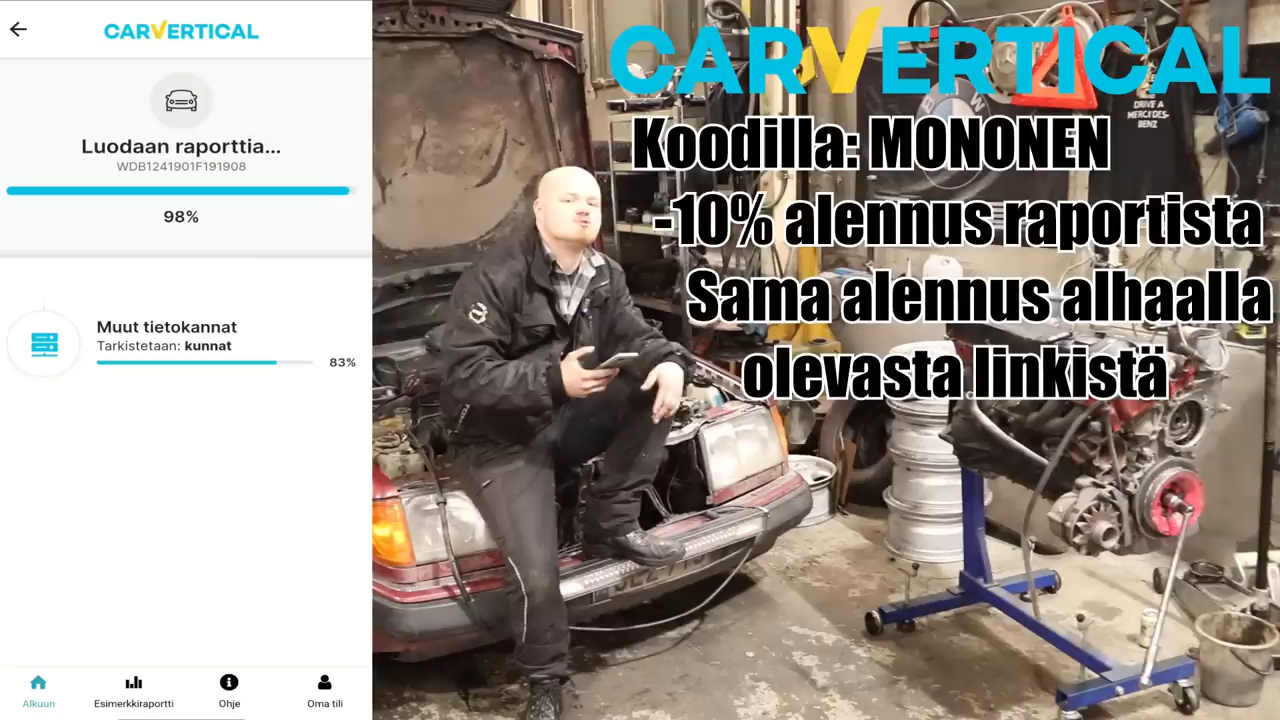 CARVERTICAL
Luodaan raporttia...
WDB1241901F191908
98%
Muut tietokannat
Tarkistetaan: kunnat
83%
Alkuun
Esimerkkiraportti
Ohje
Oma tili
CARVERTICAL
Koodilla: MONONEN
-10% alennus raportista
Sama alennus alhaalla
olevasta linkistä
BMW
DRIVE A
MERCEDES-
BENZ